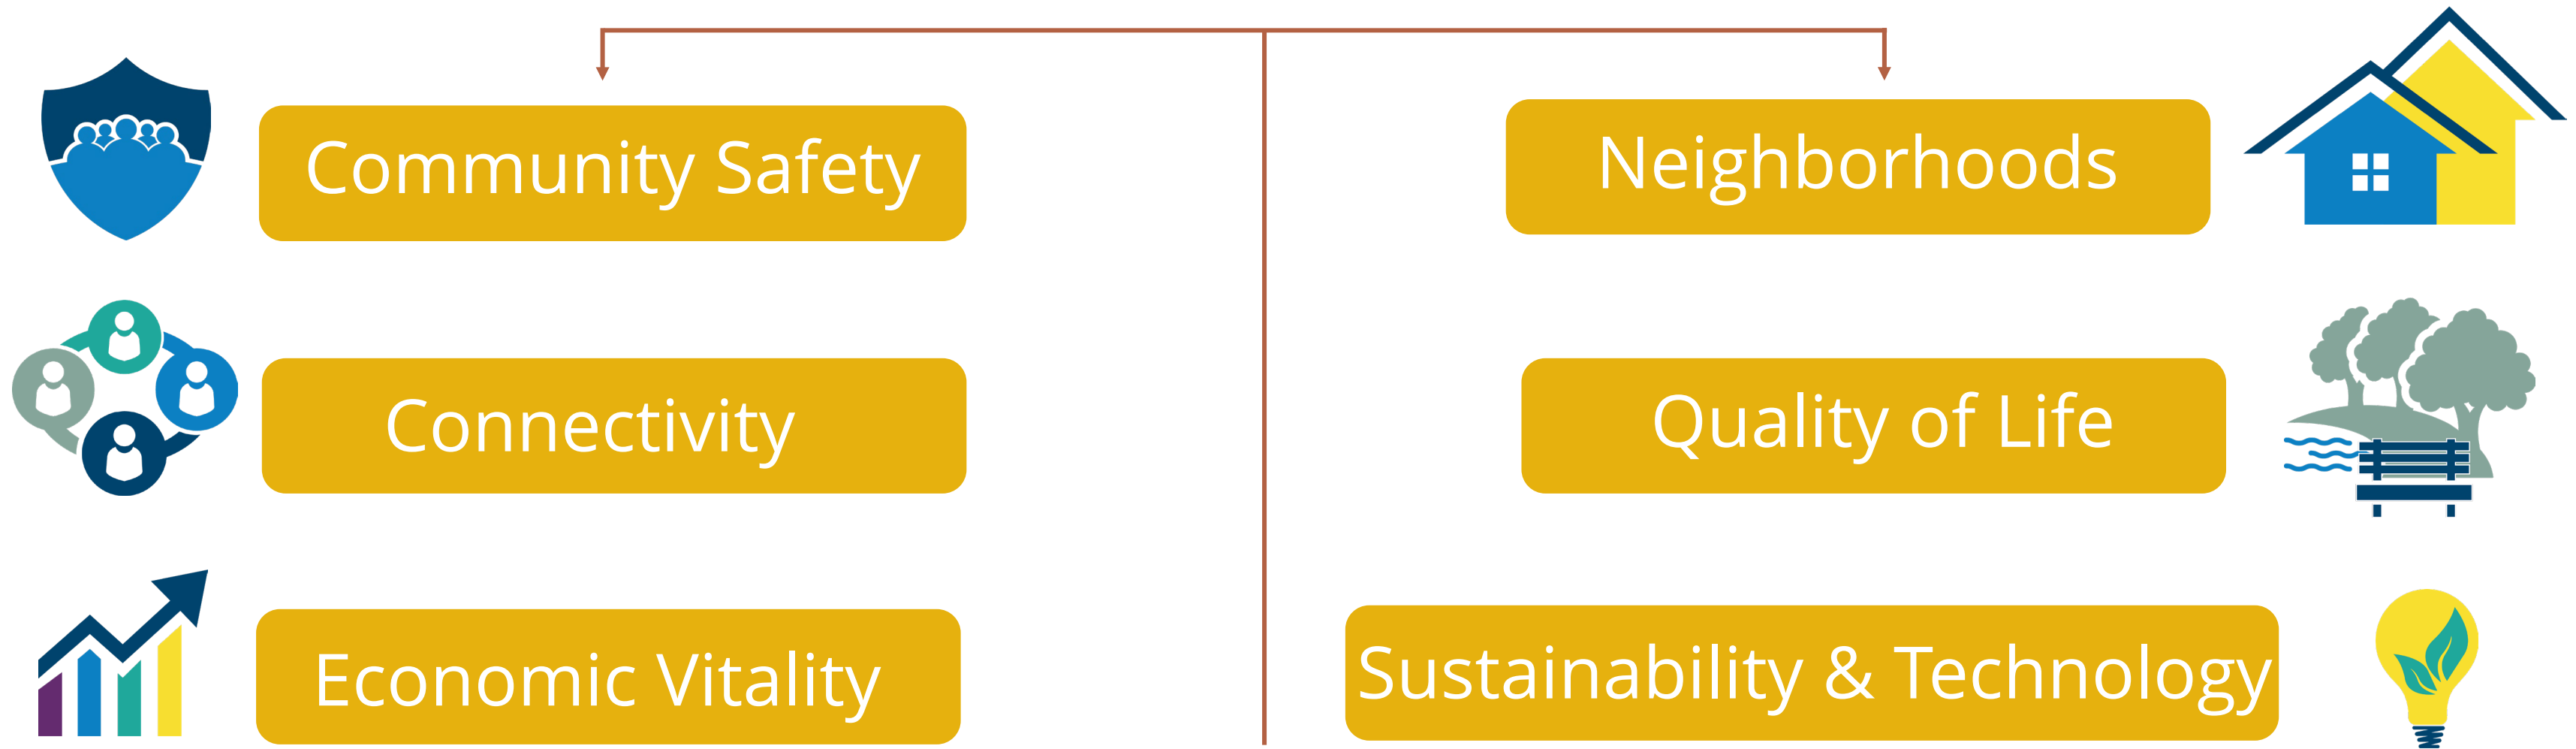 Community Safety
Neighborhoods
Connectivity
Quality of Life
Economic Vitality
Sustainability & Technology